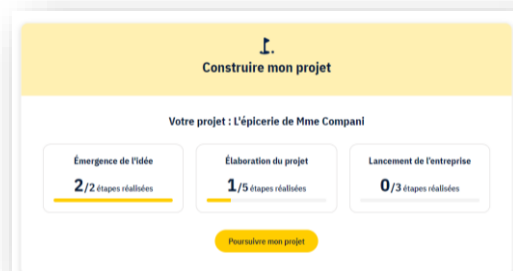 Construire mon projet
Votre projet : L'épicerie de Mme Compani
Émergence de l'idée
2/2 étapes réalisées
Élaboration du projet
1/5 étapes réalisées
Lancement de l'entreprise
0/3 étapes réalisées
Poursuivre mon projet